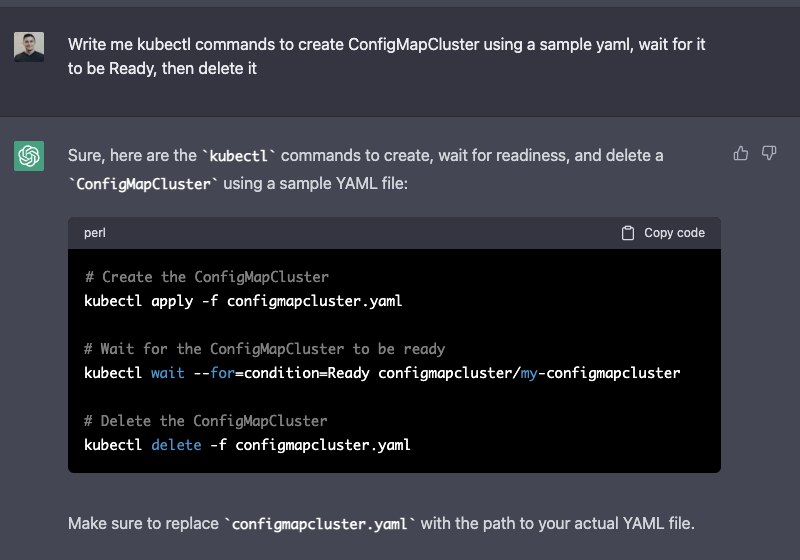 Write me kubectl commands to create ConfigMapCluster using a sample yaml, wait for it
to be Ready, then delete it
Sure, here are the `kubectl` commands to create, wait for readiness, and delete a
`ConfigMapCluster` using a sample YAML file:
perl Copy code
# Create the ConfigMapCluster
kubectl apply -f configmapcluster.yaml
# Wait for the ConfigMapCluster to be ready
kubectl wait --for=condition=Ready configmapcluster/my-configmapcluster
# Delete the ConfigMapCluster
kubectl delete -f configmapcluster.yaml
Make sure to replace `configmapcluster.yaml` with the path to your actual YAML file.